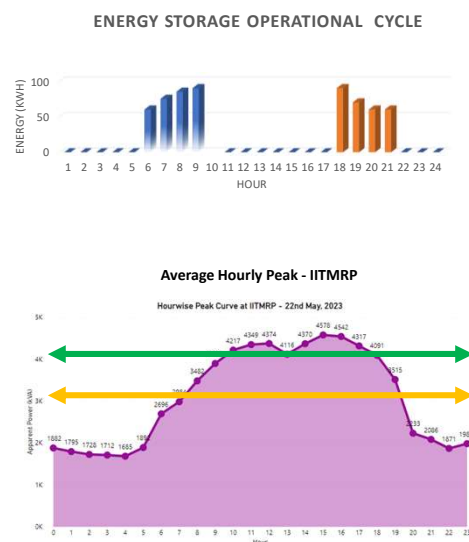 ENERGY STORAGE OPERATIONAL CYCLE
ENERGY (KWH)
100
50
0
1 2 3 4 5 6 7 8 9 10 11 12 13 14 15 16 17 18 19 20 21 22 23 24
HOUR
Average Hourly Peak - IITMRP
Hourwise Peak Curve at IITMRP - 22nd May, 2023
Apparent Power (kVA)
5K
4K
3K
2K
1K
0K
1882 1795 1728 1712 1685 2696 3482 4217 4349 4374 4116 4370 4578 4542 4317 4091 3515 2233 2086 1871
0 1 2 3 4 5 6 7 8 9 10 11 12 13 14 15 16 17 18 19 20 21 22 23
Hour